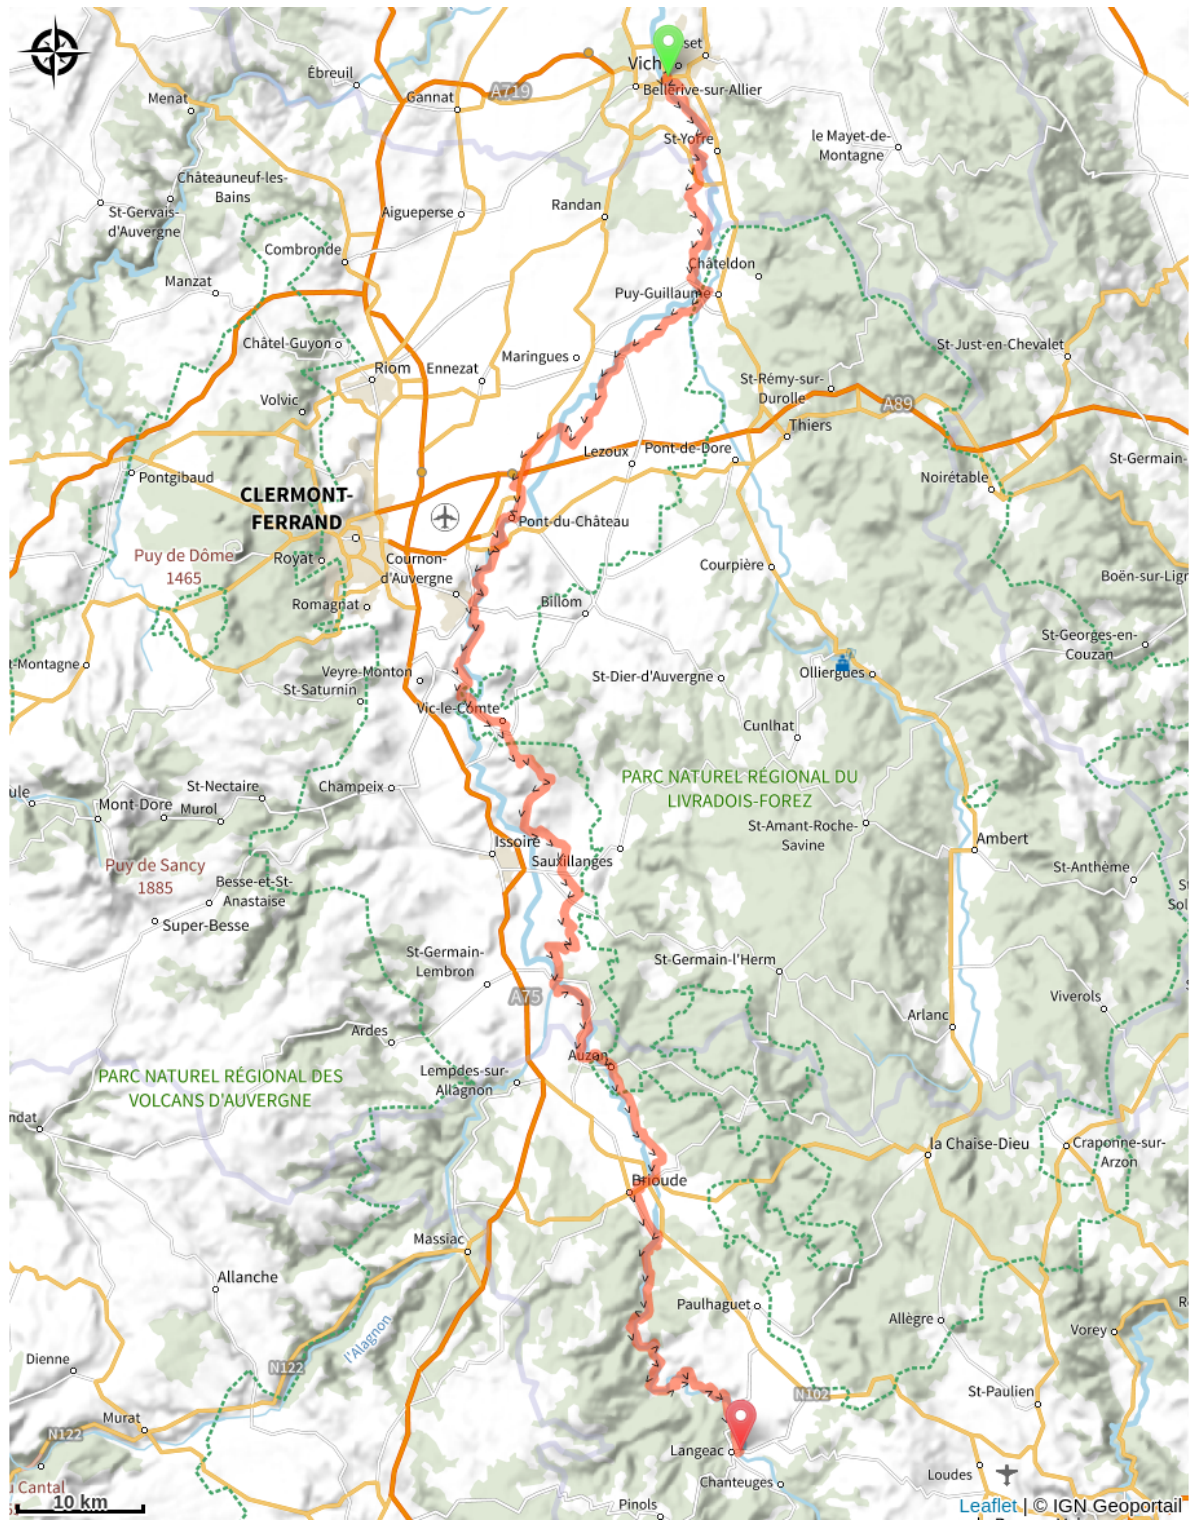 Vich
set
Bellerive-sur-Allier
Ébreuil
Menat
Gannat
A719
St-Yorre
le Mayet-de-
Montagne
Châteauneuf-les-
Bains
St-Gervais-
d'Auvergne
Aigueperse
Randan
Combronde
Manzat
Châteldon
Puy-Guillaume
Châtel-Guyon
Maringues
Riom
Ennezat
St-Just-en-Chevalet
St-Rémy-sur-
Durolle
Volvic
A89
Thiers
Lezoux
Pont-de-Dore
St-Germain-
Pontgibaud
Noirétable
CLERMONT-
FERRAND
Pont-du-Château
Puy de Dôme
1465
Royat
Cournon-
d'Auvergne
Courpière
Boën-sur-Lign
Romagnat
Billom
St-Georges-en-
Couzan
t-Montagne
Veyre-Monton
St-Dier-d'Auvergne
Olliergues
St-Saturnin
Vic-le-Comte
Cunlhat
PARC NATUREL RÉGIONAL DU
LIVRADOIS-FOREZ
ule
St-Nectaire
Champeix
Mont-Dore
Murol
St-Amant-Roche-
Savine
Ambert
Issoire
Sauxillanges
Puy de Sancy
1885
St-Anthème
Besse-et-St-
Anastaise
St
Sol
Super-Besse
St-Germain-
Lembron
St-Germain-l'Herm
A75
Viverols
Arlanc
Ardes
Auzon
PARC NATUREL RÉGIONAL DES
VOLCANS D'AUVERGNE
Lempdes-sur-
Allagnon
ndat
la Chaise-Dieu
Craponne-sur-
Arzon
Brioude
Massiac
Allanche
Paulhaguet
Allègre
Vorey
R
l'Alagnon
Dienne
N122
N102
St-Paulien
Murat
N122
Langeac
Loudes
Chanteuges
u Cantal
10 km
Pinols
Leaflet | © IGN Geoportail